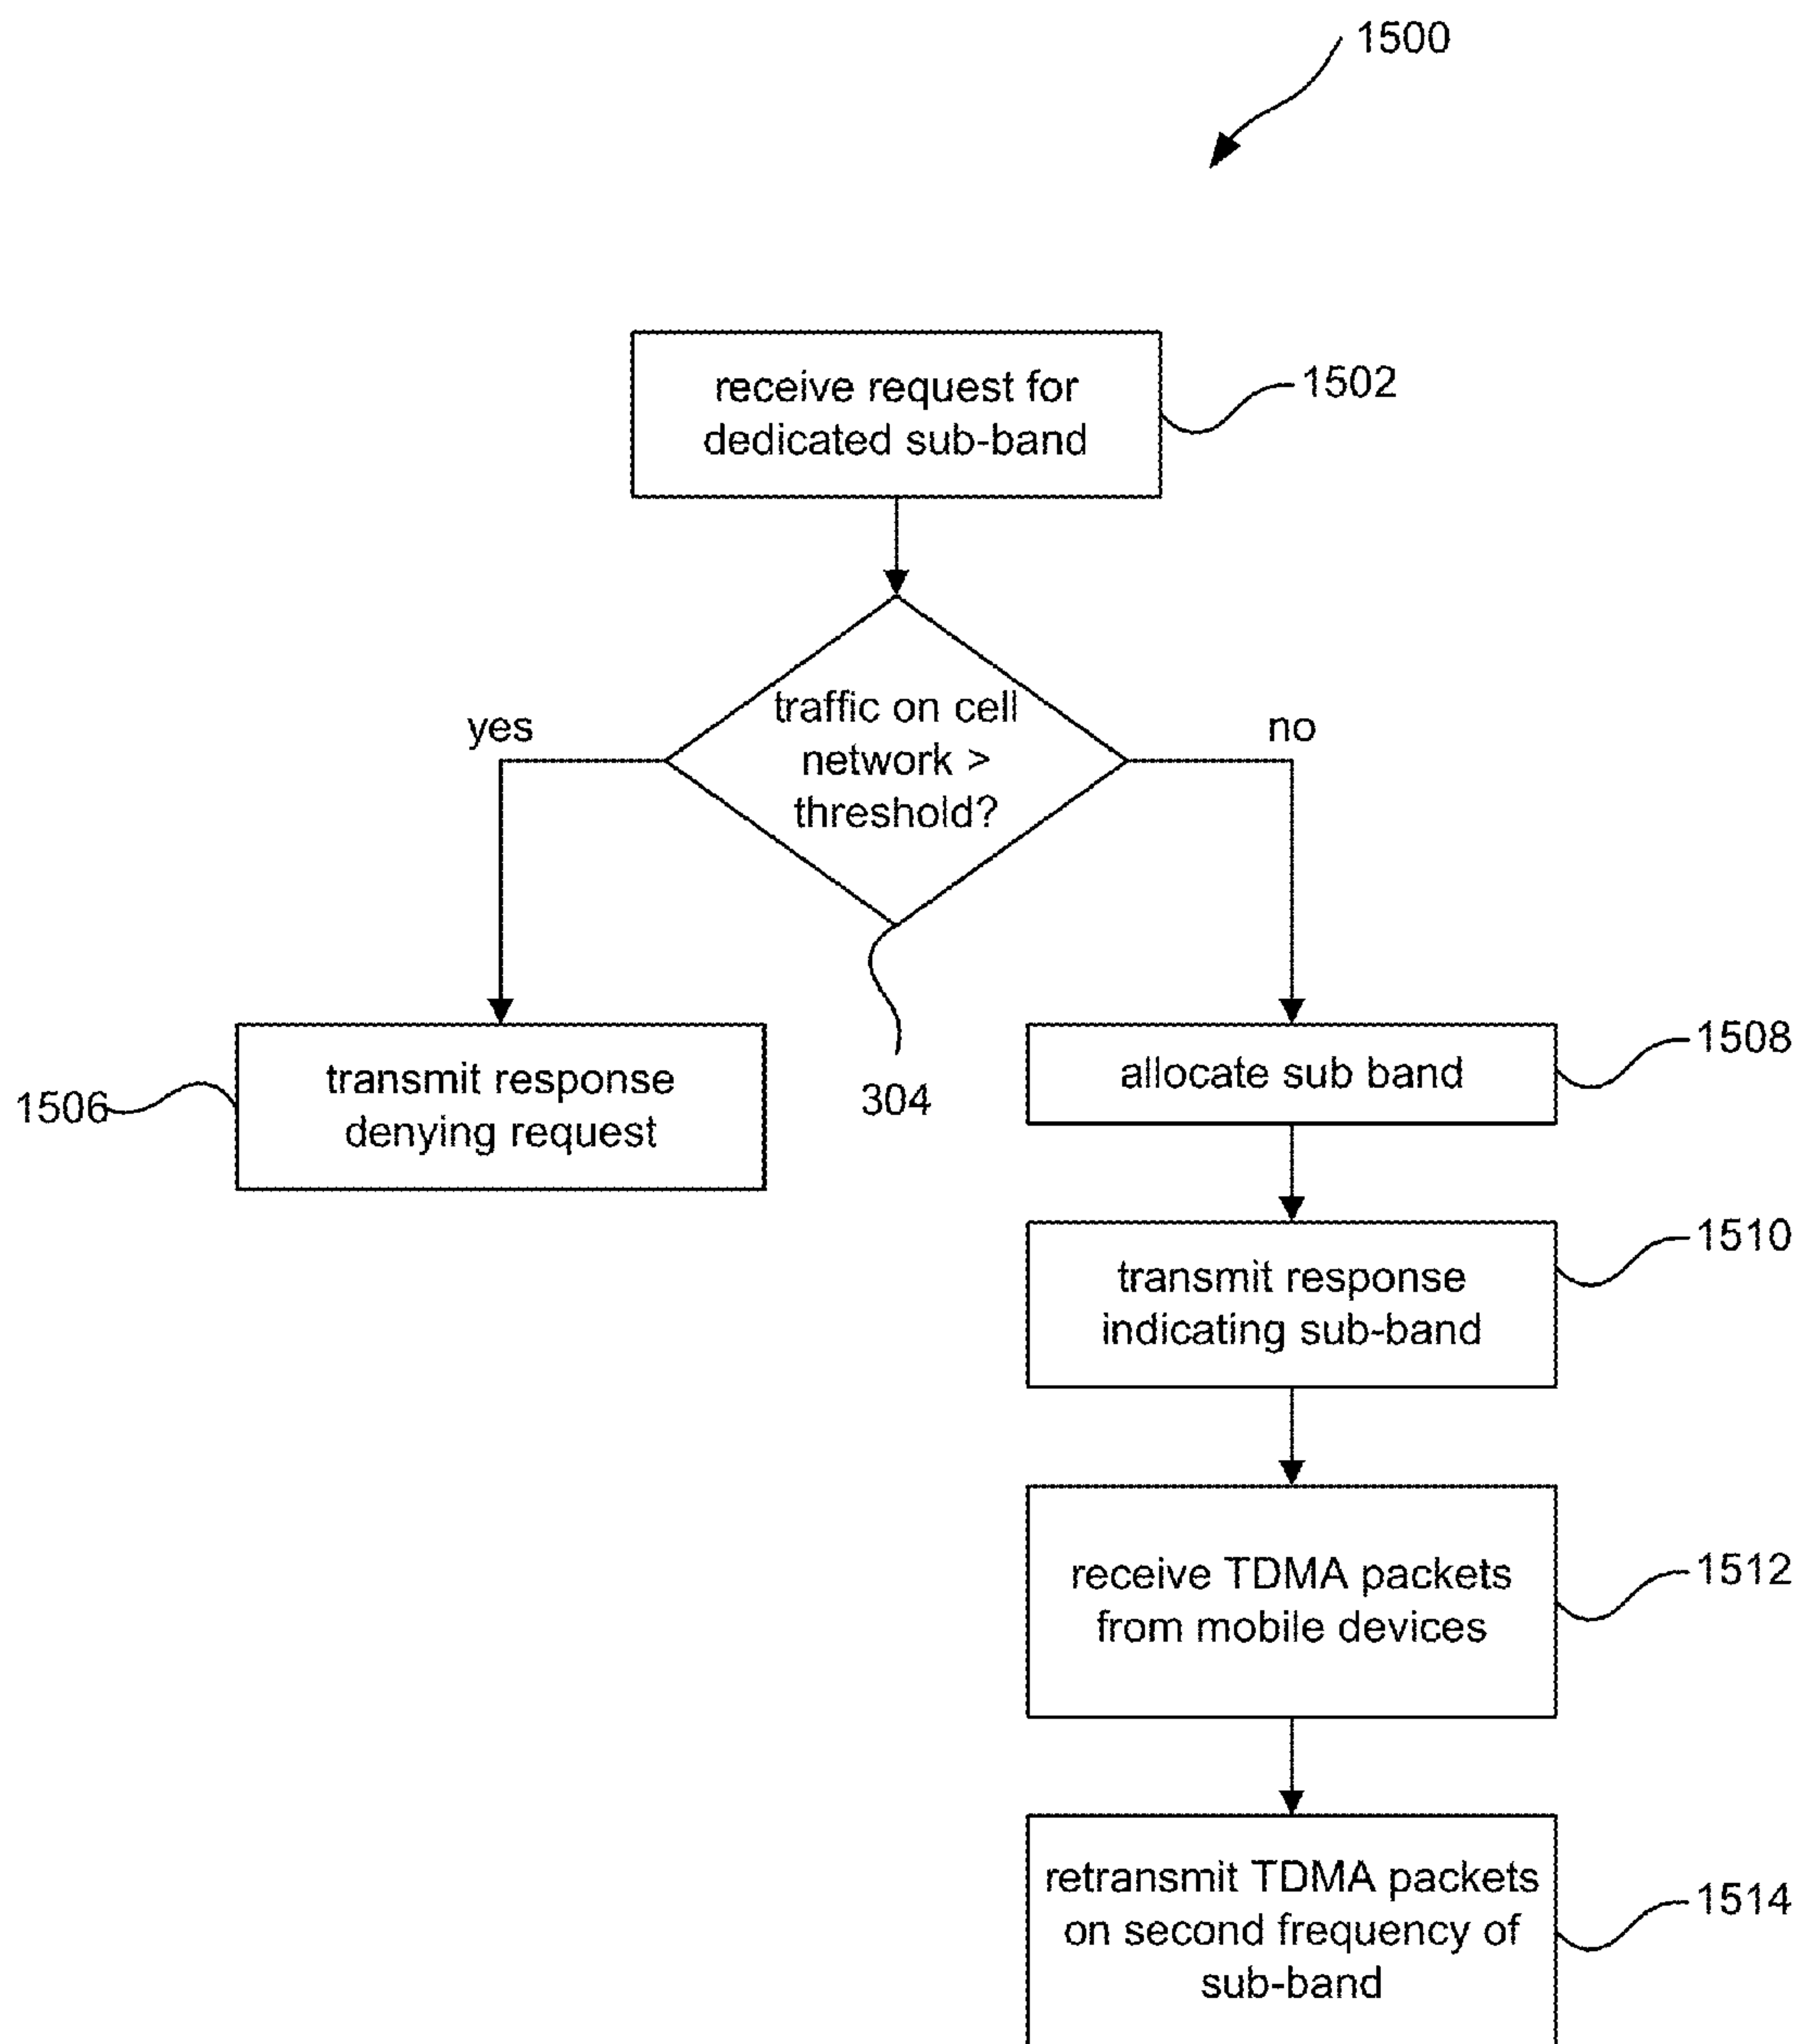 1500
receive request for
dedicated sub-band
1502
traffic on cell
network >
threshold?
yes
no
304
transmit response
denying request
1506
allocate sub band
1508
transmit response
indicating sub-band
1510
receive TDMA packets
from mobile devices
1512
retransmit TDMA packets
on second frequency of
sub-band
1514